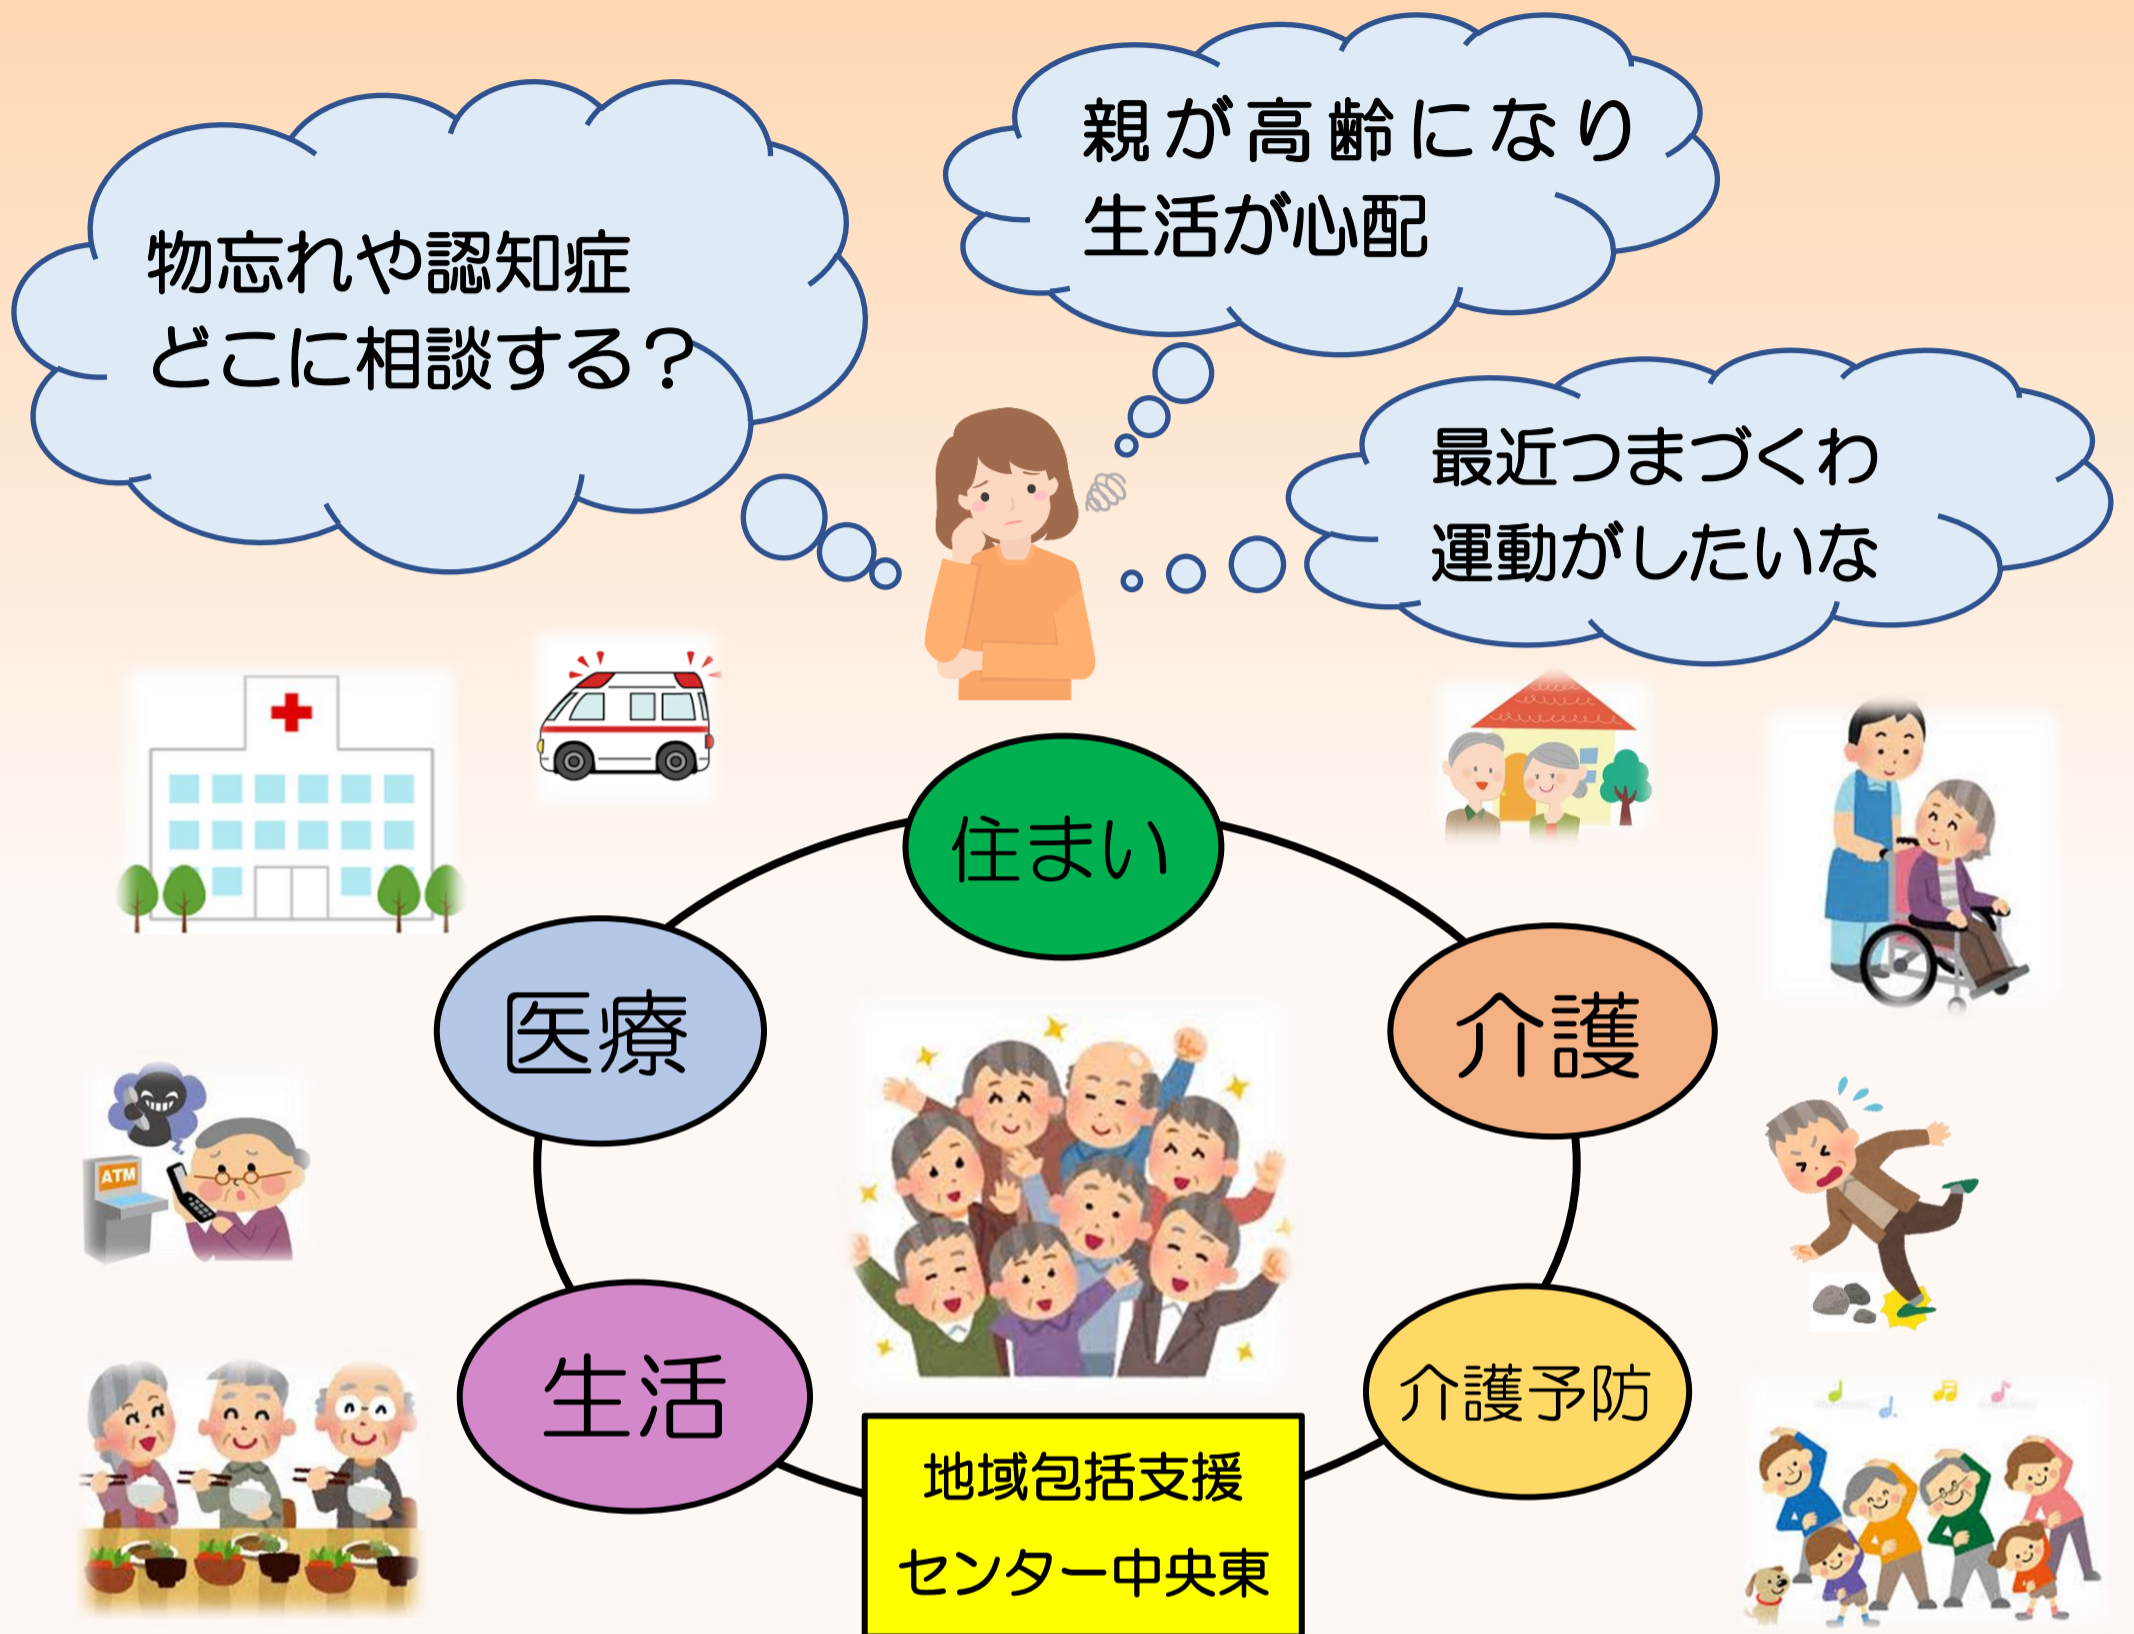 親が高齢になり
生活が心配
物忘れや認知症
どこに相談する？
最近つまづくわ
運動がしたいな
住まい
医療
介護
ATM
生活
介護予防
地域包括支援
センター中央東